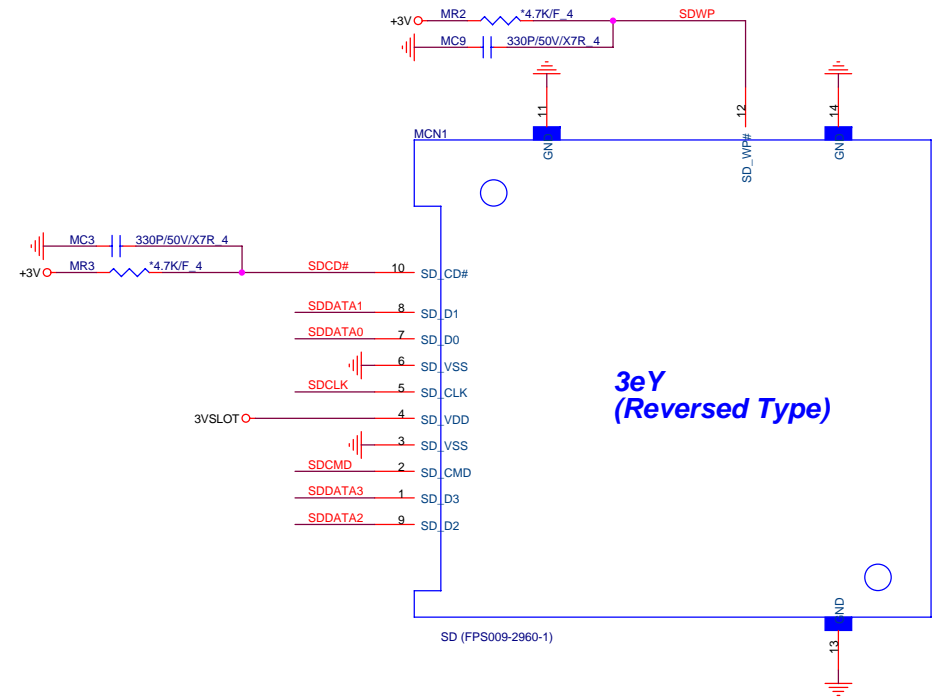 +3V MR2 *4.7K/F_4 SDWP
MC9 330P/50V/X7R_4
11 12 14
MCN1
GND SD_WP# GND
MC3 330P/50V/X7R_4
+3V MR3 *4.7K/F_4 SDCD# 10 SD_CD#
SDDATA1 8 SD_D1
SDDATA0 7 SD_D0
6 SD_VSS
SDCLK 5 SD_CLK
3VSLOT 4 SD_VDD
3 SD_VSS
SDCMD 2 SD_CMD
SDDATA3 1 SD_D3
SDDATA2 9 SD_D2
3eY
(Reversed Type)
GND
13
SD (FPS009-2960-1)